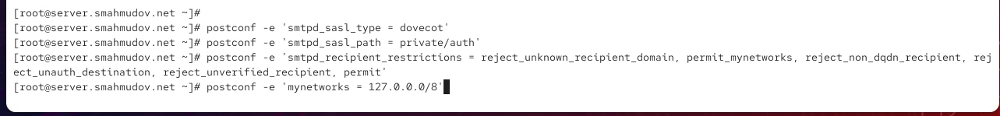 [root@server.smahmudov.net ~]#
[root@server.smahmudov.net ~]# postconf -e 'smtpd_sasl_type = dovecot'
[root@server.smahmudov.net ~]# postconf -e 'smtpd_sasl_path = private/auth'
[root@server.smahmudov.net ~]# postconf -e 'smtpd_recipient_restrictions = reject_unknown_recipient_domain, permit_mynetworks, reject_non_dqdn_recipient, rej
ect_unauth_destination, reject_unverified_recipient, permit'
[root@server.smahmudov.net ~]# postconf -e 'mynetworks = 127.0.0.0/8'